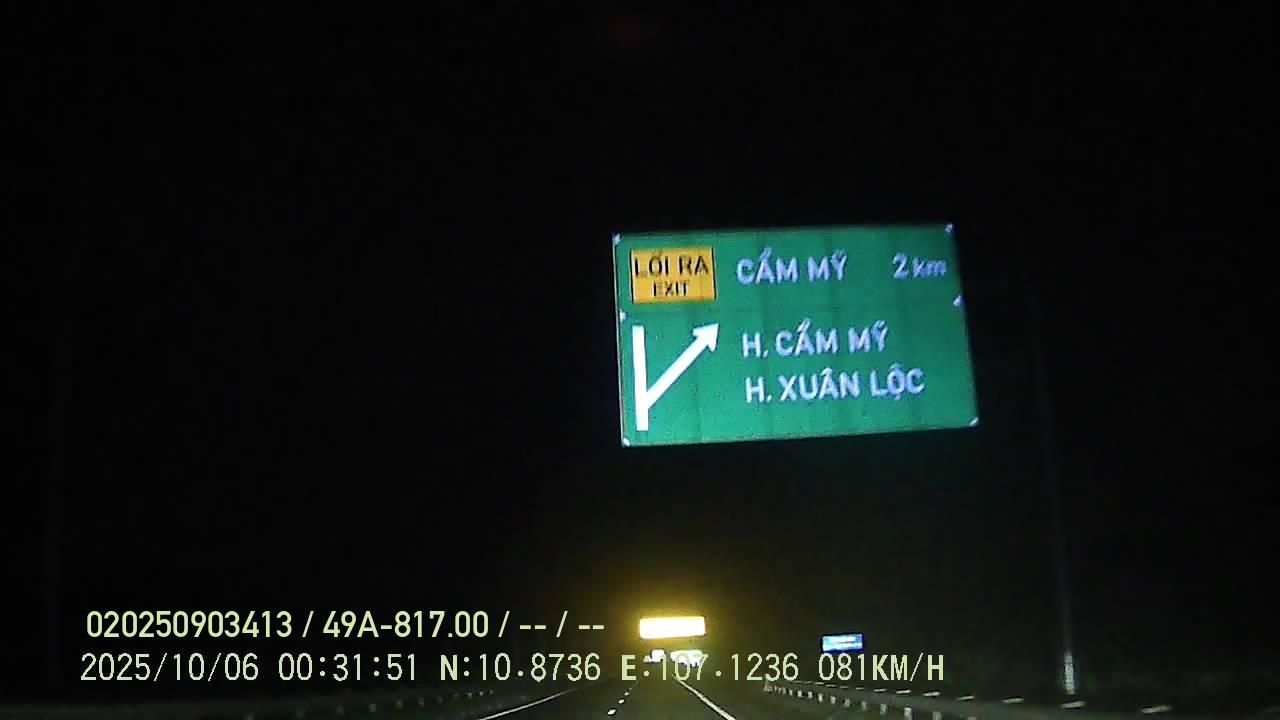 LỐI RA
EXIT
CẨM MỸ 2 km
H. CẨM MỸ
H. XUÂN LỘC
020250903413 / 49A-817.00 / -- / --
2025/10/06 00:31:51 N:10.8736 E:107.1236 081KM/H